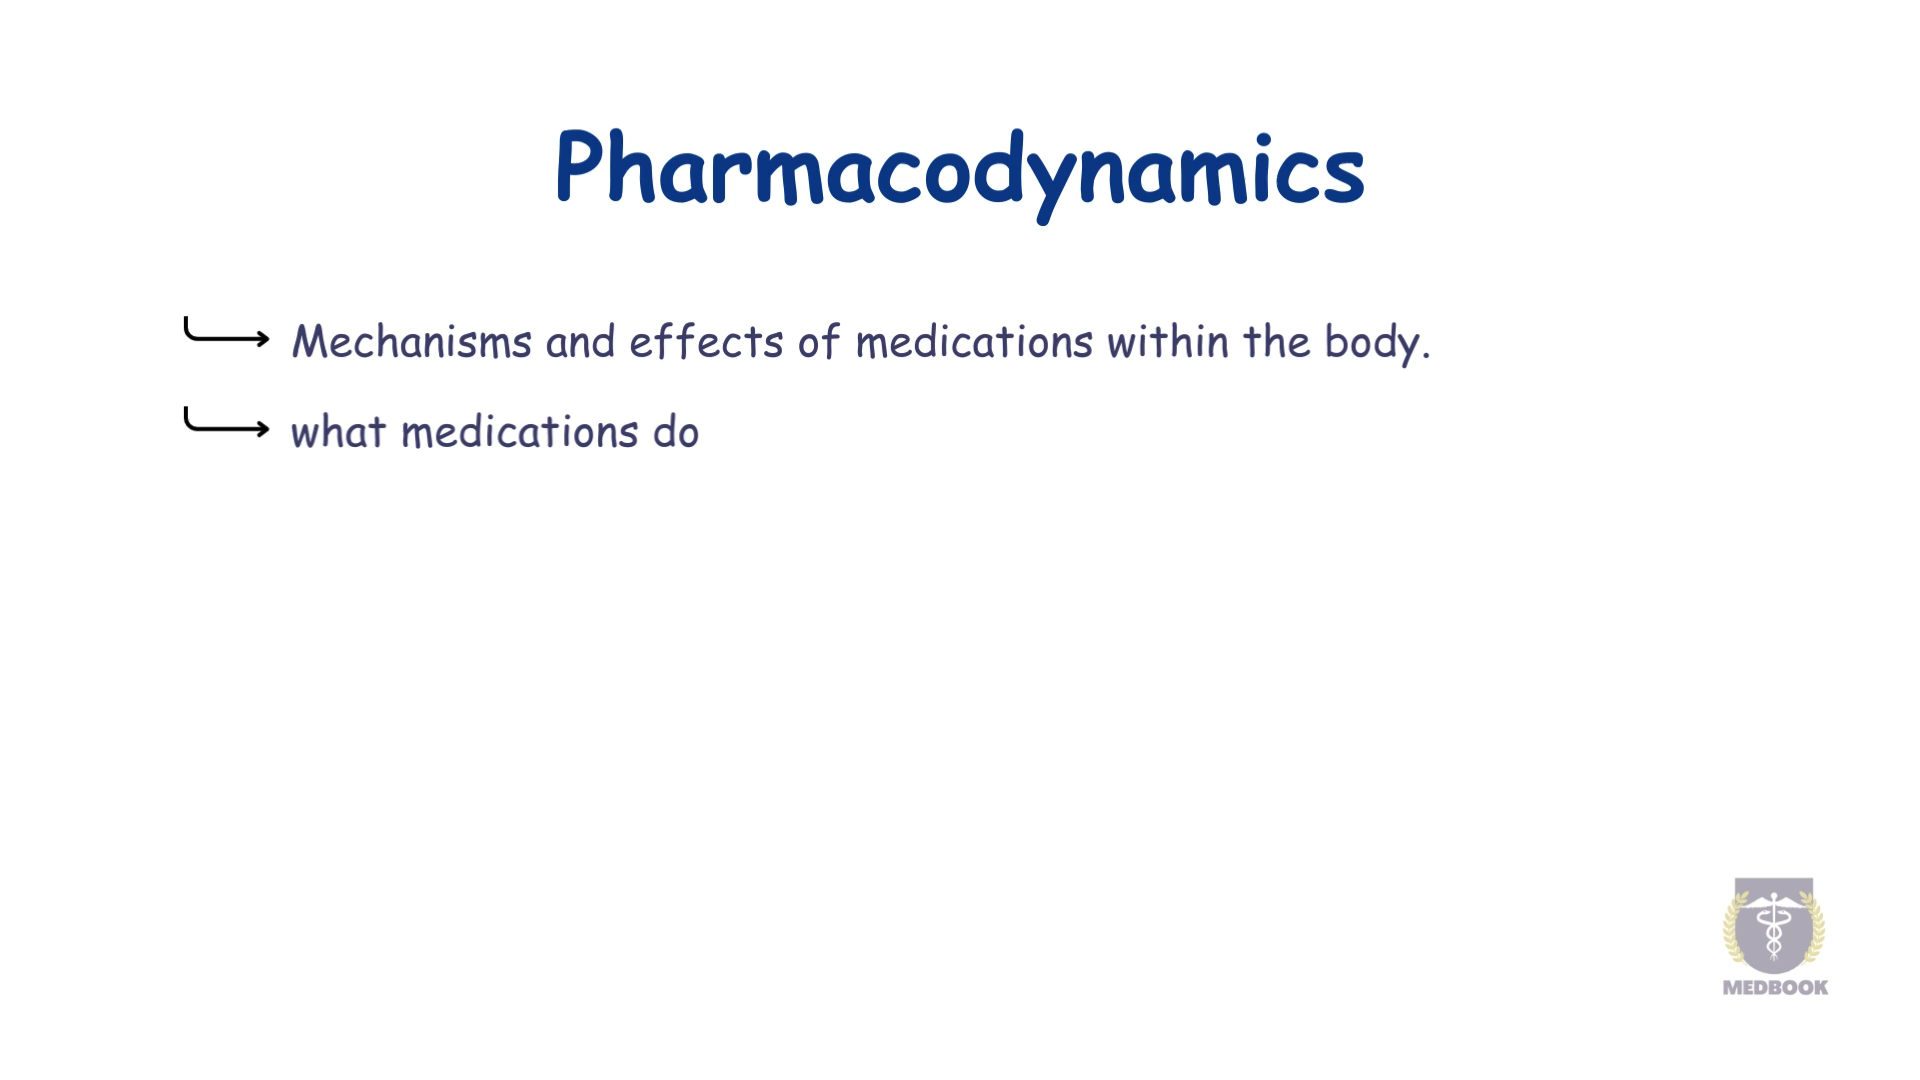 Pharmacodynamics
Mechanisms and effects of medications within the body.
what medications do
MEDBOOK